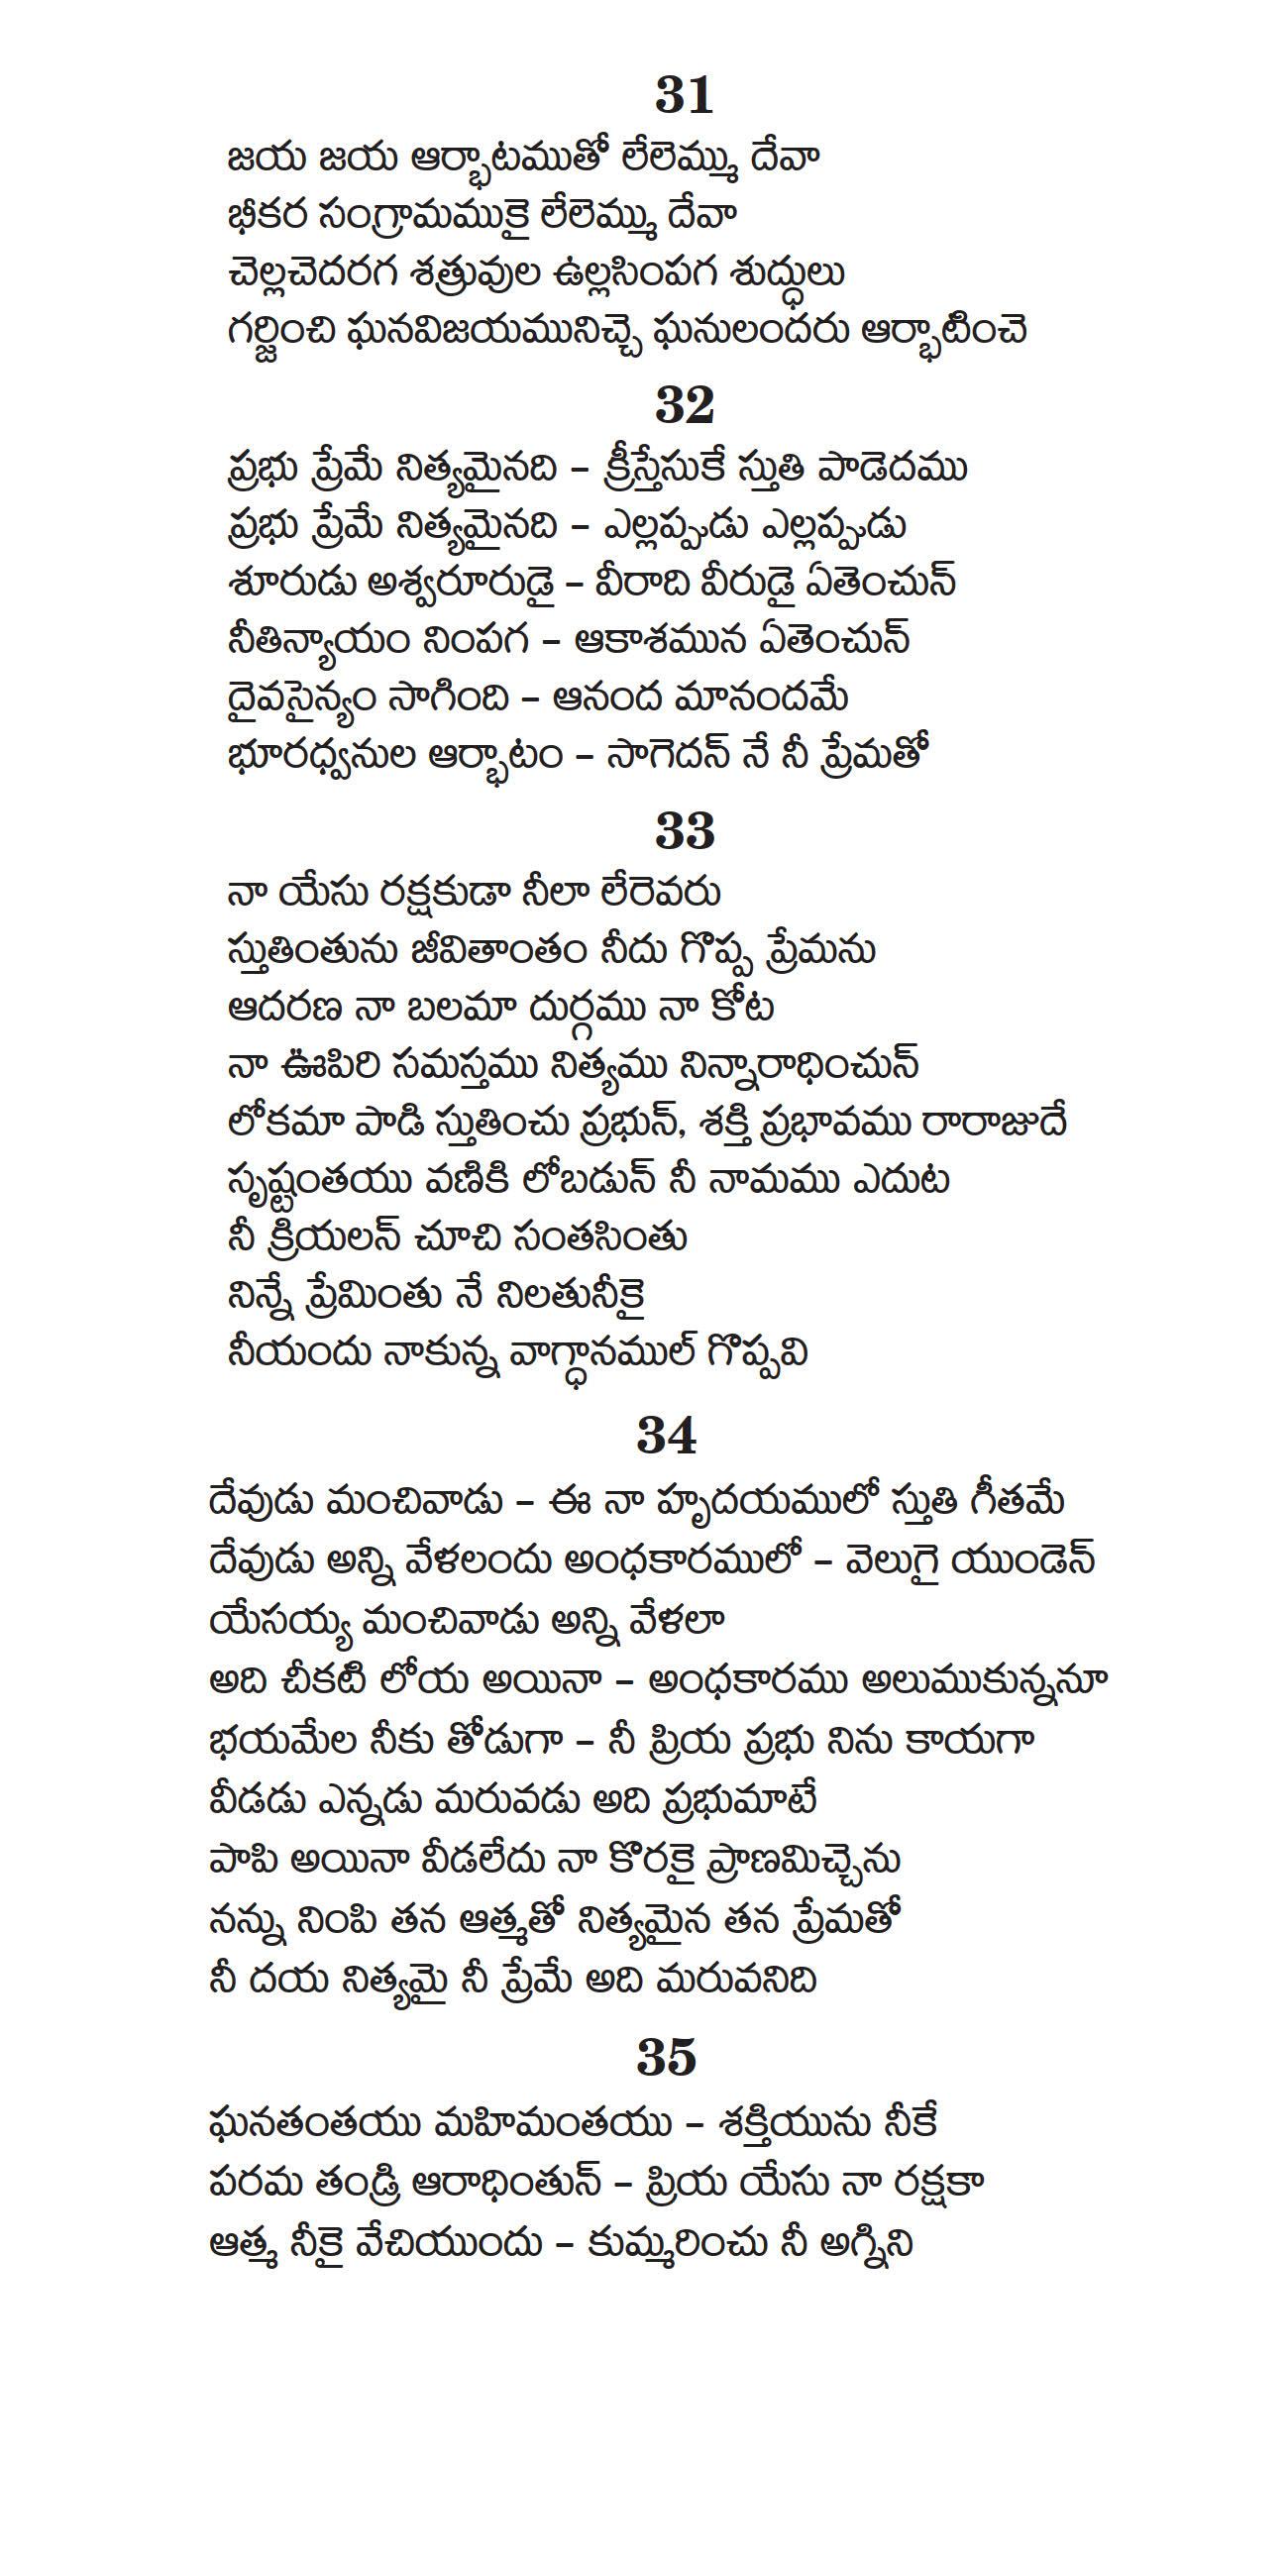 31
జయ జయ ఆర్భాటముతో లేలెమ్ము దేవా
భీకర సంగ్రామముకై లేలెమ్ము దేవా
చెల్లచెదరగ శత్రువుల ఉల్లసింపగ శుద్ధులు
గర్జించి ఘనవిజయమునిచ్చె ఘనులందరు ఆర్భాటించె
32
ప్రభు ప్రేమే నిత్యమైనది – క్రీస్తేసుకే స్తుతి పాడెదము
ప్రభు ప్రేమే నిత్యమైనది – ఎల్లప్పుడు ఎల్లప్పుడు
శూరుడు అశ్వరూరుడై – వీరాది వీరుడై ఏతెంచున్
నీతిన్యాయం నింపగ – ఆకాశమున ఏతెంచున్
దైవసైన్యం సాగింది – ఆనంద మానందమే
భూరధ్వనుల ఆర్భాటం – సాగెదన్ నే నీ ప్రేమతో
33
నా యేసు రక్షకుడా నీలా లేరెవరు
స్తుతింతును జీవితాంతం నీదు గొప్ప ప్రేమను
ఆదరణ నా బలమా దుర్గము నా కోట
నా ఊపిరి సమస్తము నిత్యము నిన్నారాధించున్
లోకమా పాడి స్తుతించు ప్రభున్, శక్తి ప్రభావము రారాజుదే
సృష్టంతయు వణికి లోబడున్ నీ నామము ఎదుట
నీ క్రియలన్ చూచి సంతసింతు
నిన్నే ప్రేమింతు నే నిలతునీకై
నీయందు నాకున్న వాగ్ధానముల్ గొప్పవి
34
దేవుడు మంచివాడు – ఈ నా హృదయములో స్తుతి గీతమే
దేవుడు అన్ని వేళలందు అంధకారములో – వెలుగై యుండెన్
యేసయ్య మంచివాడు అన్ని వేళలా
అది చీకటి లోయ అయినా – అంధకారము అలుముకున్ననూ
భయమేల నీకు తోడుగా – నీ ప్రియ ప్రభు నిను కాయగా
వీడడు ఎన్నడు మరువడు అది ప్రభుమాటే
పాపి అయినా వీడలేదు నా కొరకై ప్రాణమిచ్చెను
నన్ను నింపి తన ఆత్మతో నిత్యమైన తన ప్రేమతో
నీ దయ నిత్యమై నీ ప్రేమే అది మరువనిది
35
ఘనతంతయు మహిమంతయు – శక్తియును నీకే
పరమ తండ్రి ఆరాధింతున్ – ప్రియ యేసు నా రక్షకా
ఆత్మ నీకై వేచియుందు – కుమ్మరించు నీ అగ్నిని